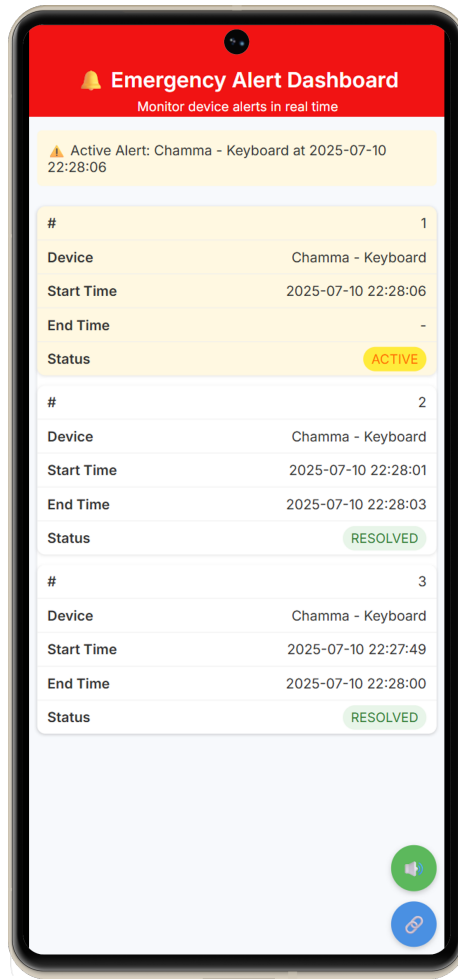 🔔 Emergency Alert Dashboard
Monitor device alerts in real time
⚠️ Active Alert: Chamma - Keyboard at 2025-07-10
22:28:06
# 1
Device Chamma - Keyboard
Start Time 2025-07-10 22:28:06
End Time -
Status ACTIVE
# 2
Device Chamma - Keyboard
Start Time 2025-07-10 22:28:01
End Time 2025-07-10 22:28:03
Status RESOLVED
# 3
Device Chamma - Keyboard
Start Time 2025-07-10 22:27:49
End Time 2025-07-10 22:28:00
Status RESOLVED